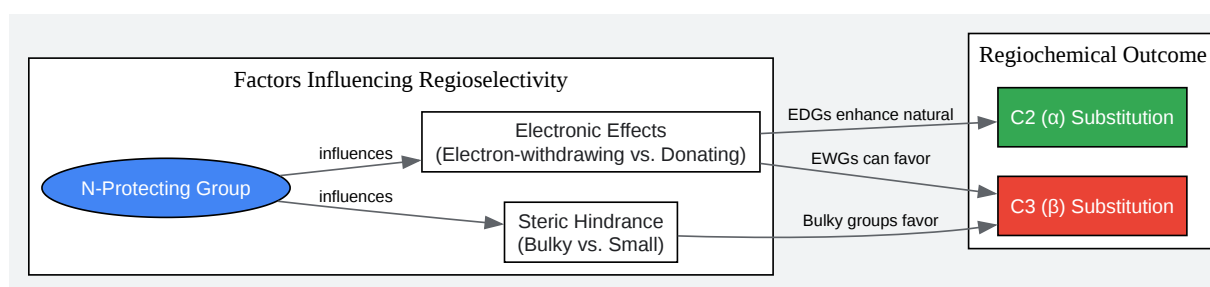 Factors Influencing Regioselectivity
Regiochemical Outcome
N-Protecting Group
influences
influences
Electronic Effects
(Electron-withdrawing vs. Donating)
Steric Hindrance
(Bulky vs. Small)
EDGs enhance natural
EWGs can favor
Bulky groups favor
C2 (α) Substitution
C3 (β) Substitution